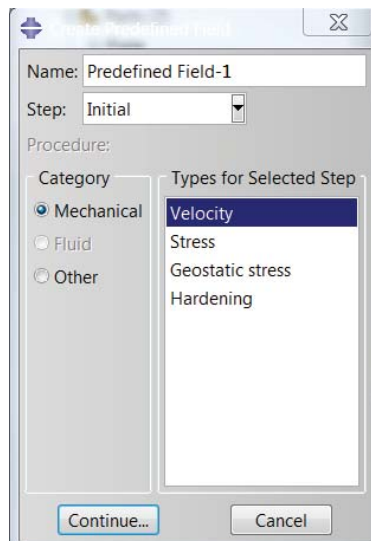 Create Predefined Field
Name: Predefined Field-1
Step: Initial
Procedure:
Category
Types for Selected Step
Mechanical
Fluid
Other
Velocity
Stress
Geostatic stress
Hardening
Continue...
Cancel